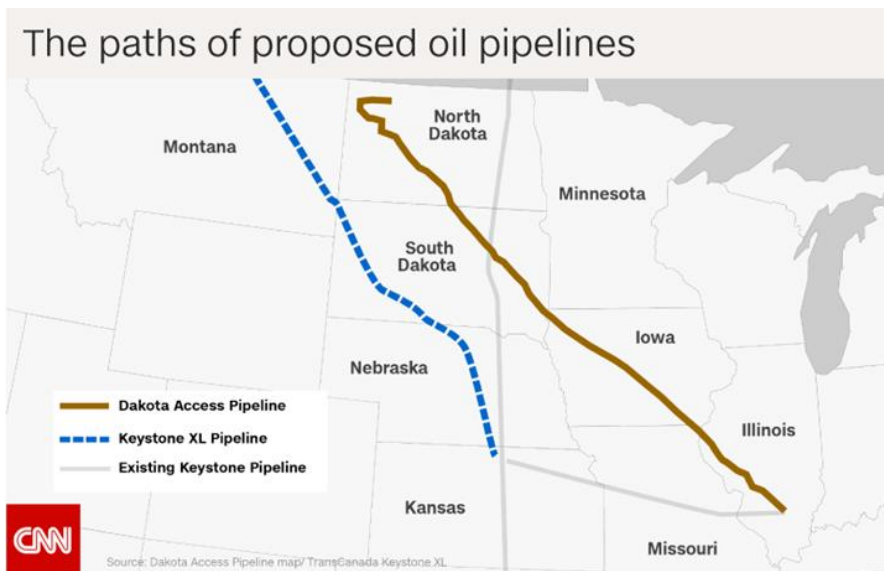 The paths of proposed oil pipelines
Montana
North
Dakota
Minnesota
South
Dakota
Iowa
Nebraska
Dakota Access Pipeline
Keystone XL Pipeline
Existing Keystone Pipeline
Illinois
Kansas
Missouri
CNN
Source: Dakota Access Pipeline map/ TransCanada Keystone XL